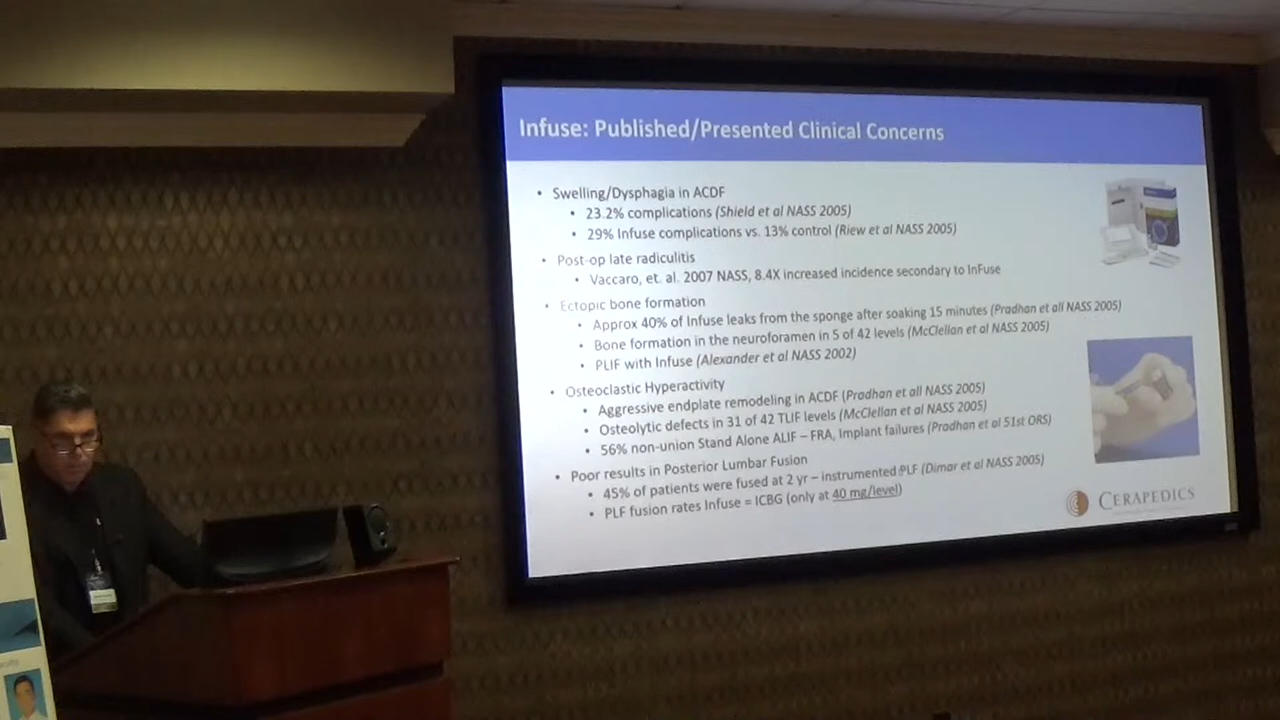 Infuse: Published/Presented Clinical Concerns
• Swelling/Dysphagia in ACDF
• 23.2% complications (Shield et al NASS 2005)
• 29% Infuse complications vs. 13% control (Riew et al NASS 2005)
• Post-op late radiculitis
• Vaccaro, et. al. 2007 NASS, 8.4X increased incidence secondary to InFuse
• Ectopic bone formation
• Approx 40% of Infuse leaks from the sponge after soaking 15 minutes (Pradhan et all NASS 2005)
• Bone formation in the neuroforamen in 5 of 42 levels (McClellan et al NASS 2005)
• PLIF with Infuse (Alexander et al NASS 2002)
• Osteoclastic Hyperactivity
• Aggressive endplate remodeling in ACDF (Pradhan et all NASS 2005)
• Osteolytic defects in 31 of 42 TLIF levels (McClellan et al NASS 2005)
• 56% non-union Stand Alone ALIF – FRA, Implant failures (Pradhan et al 51st ORS)
• Poor results in Posterior Lumbar Fusion
• 45% of patients were fused at 2 yr – instrumented PLF (Dimar et al NASS 2005)
• PLF fusion rates Infuse = ICBG (only at 40 mg/level)
CERAPEDICS